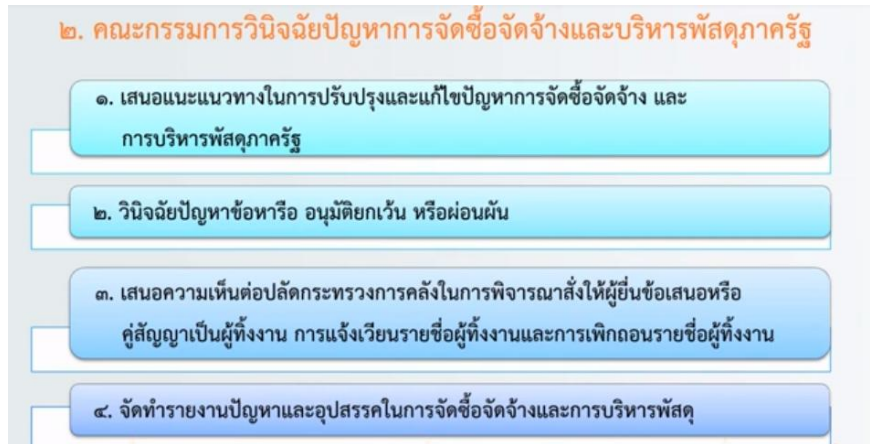 ๒. คณะกรรมการวินิจฉัยปัญหาการจัดซื้อจัดจ้างและบริหารพัสดุภาครัฐ
๑. เสนอแนะแนวทางในการปรับปรุงและแก้ไขปัญหาการจัดซื้อจัดจ้าง และ
การบริหารพัสดุภาครัฐ
๒. วินิจฉัยปัญหาข้อหารือ อนุมัติยกเว้น หรือผ่อนผัน
๓. เสนอความเห็นต่อปลัดกระทรวงการคลังในการพิจารณาสั่งให้ผู้ยื่นข้อเสนอหรือ
คู่สัญญาเป็นผู้ทิ้งงาน การแจ้งเวียนรายชื่อผู้ทิ้งงานและการเพิกถอนรายชื่อผู้ทิ้งงาน
๔. จัดทำรายงานปัญหาและอุปสรรคในการจัดซื้อจัดจ้างและการบริหารพัสดุ